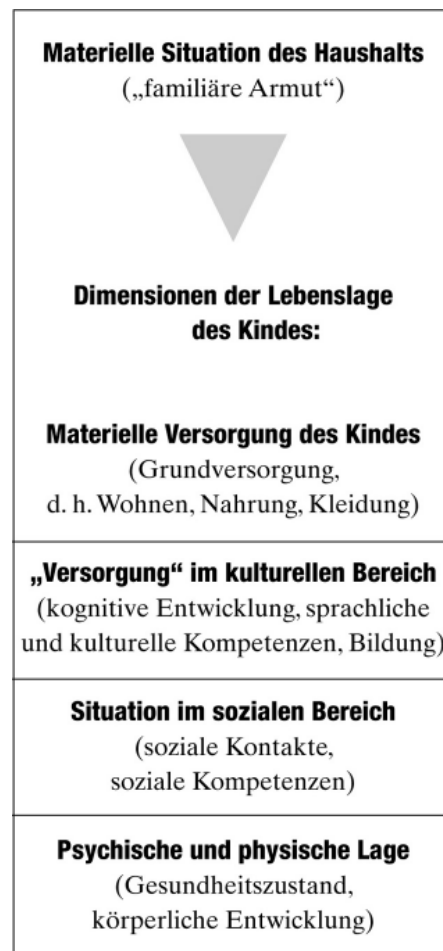 Materielle Situation des Haushalts
(„familiäre Armut“)
Dimensionen der Lebenslage
des Kindes:
Materielle Versorgung des Kindes
(Grundversorgung,
d. h. Wohnen, Nahrung, Kleidung)
„Versorgung“ im kulturellen Bereich
(kognitive Entwicklung, sprachliche
und kulturelle Kompetenzen, Bildung)
Situation im sozialen Bereich
(soziale Kontakte,
soziale Kompetenzen)
Psychische und physische Lage
(Gesundheitszustand,
körperliche Entwicklung)